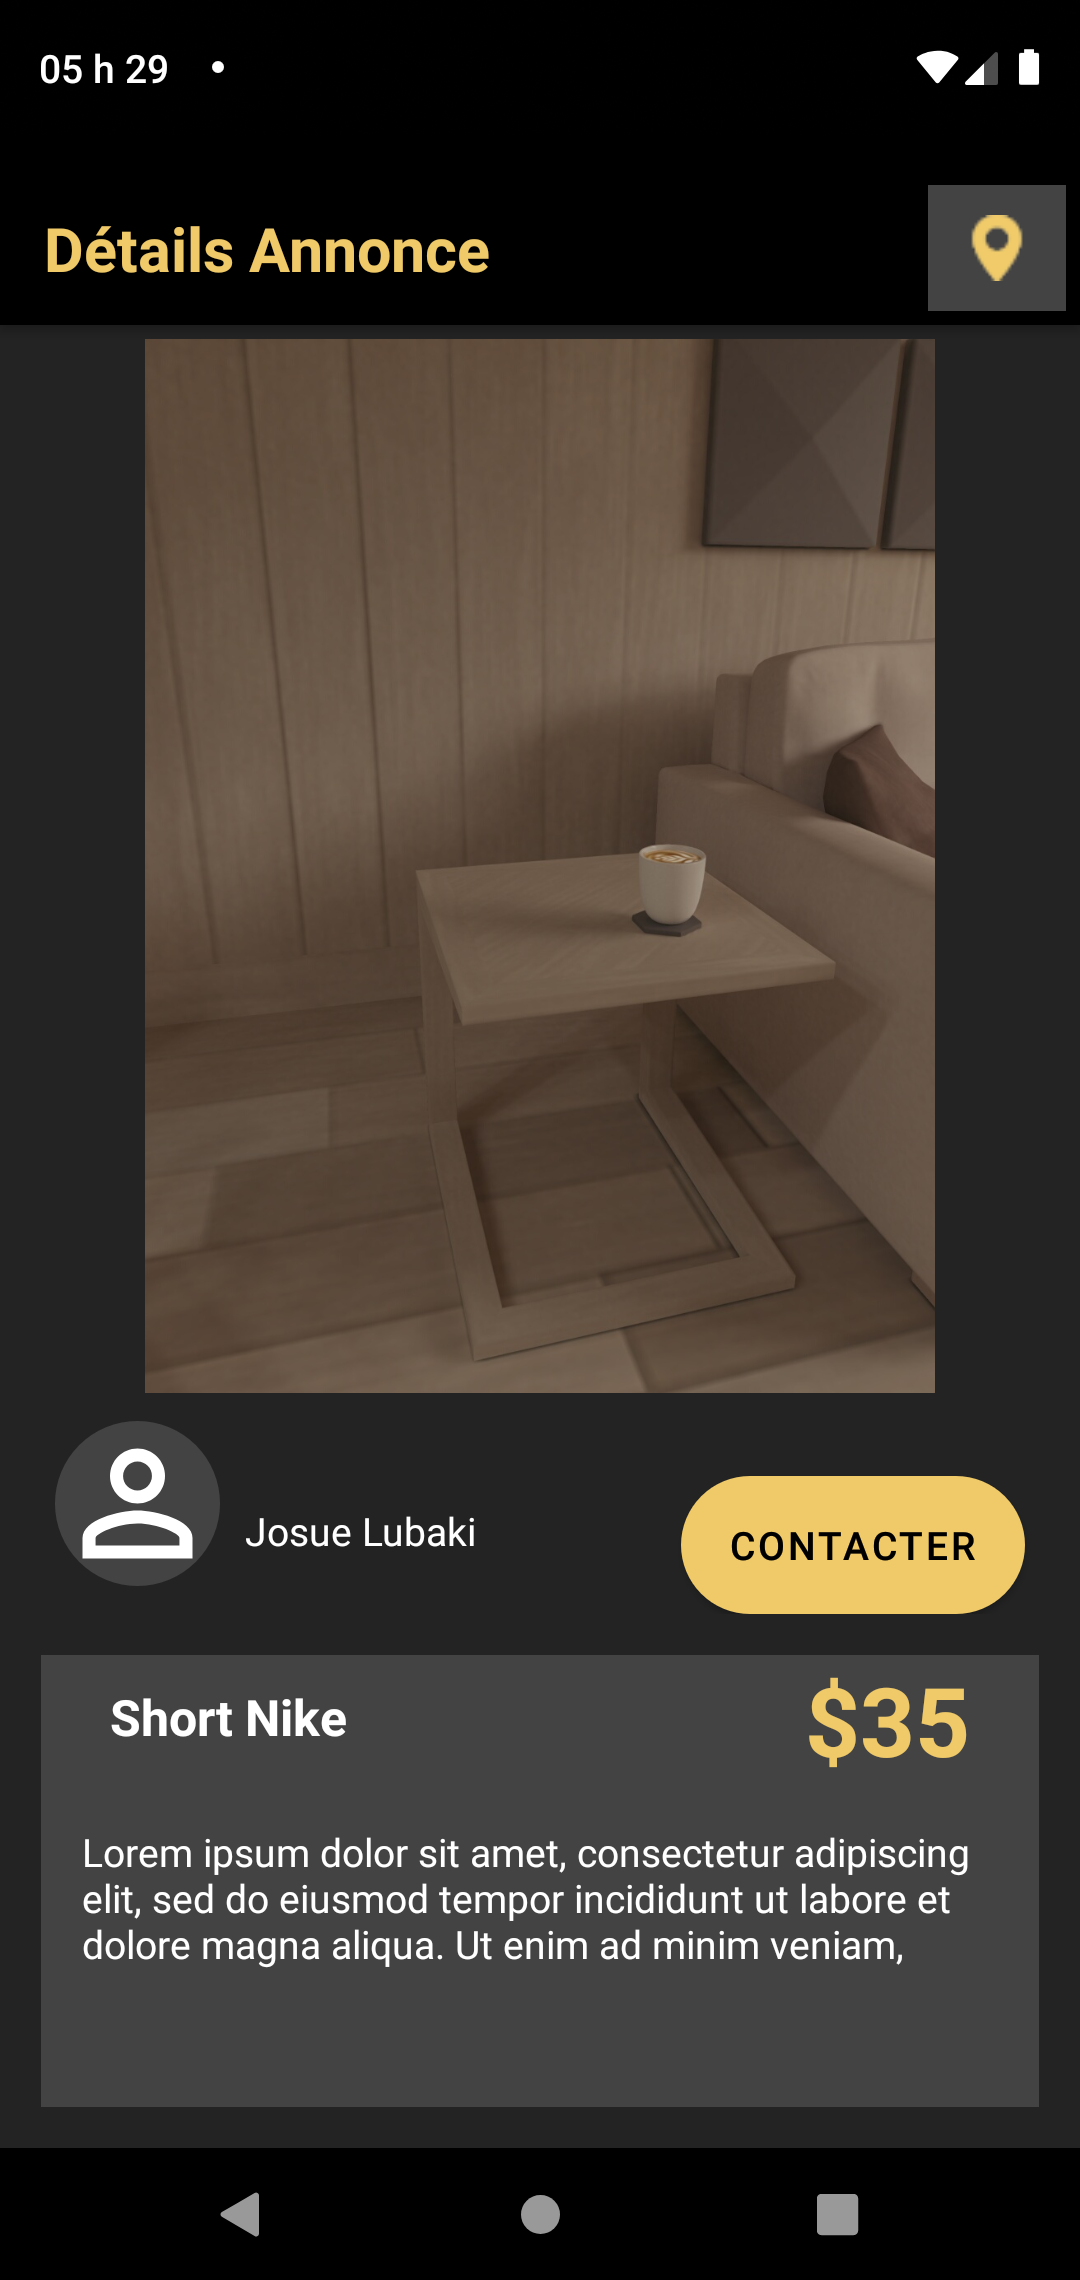 05 h 29
Détails Annonce
Josue Lubaki
CONTACTER
Short Nike
$35
Lorem ipsum dolor sit amet, consectetur adipiscing
elit, sed do eiusmod tempor incididunt ut labore et
dolore magna aliqua. Ut enim ad minim veniam,